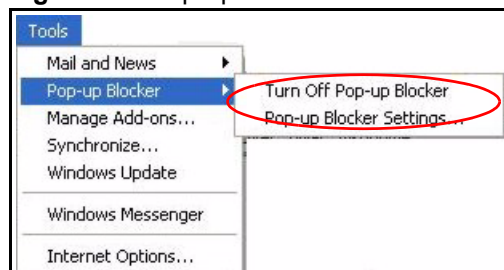 Tools
Mail and News
Pop-up Blocker
Turn Off Pop-up Blocker
Manage Add-ons...
Pop-up Blocker Settings...
Synchronize...
Windows Update
Windows Messenger
Internet Options...